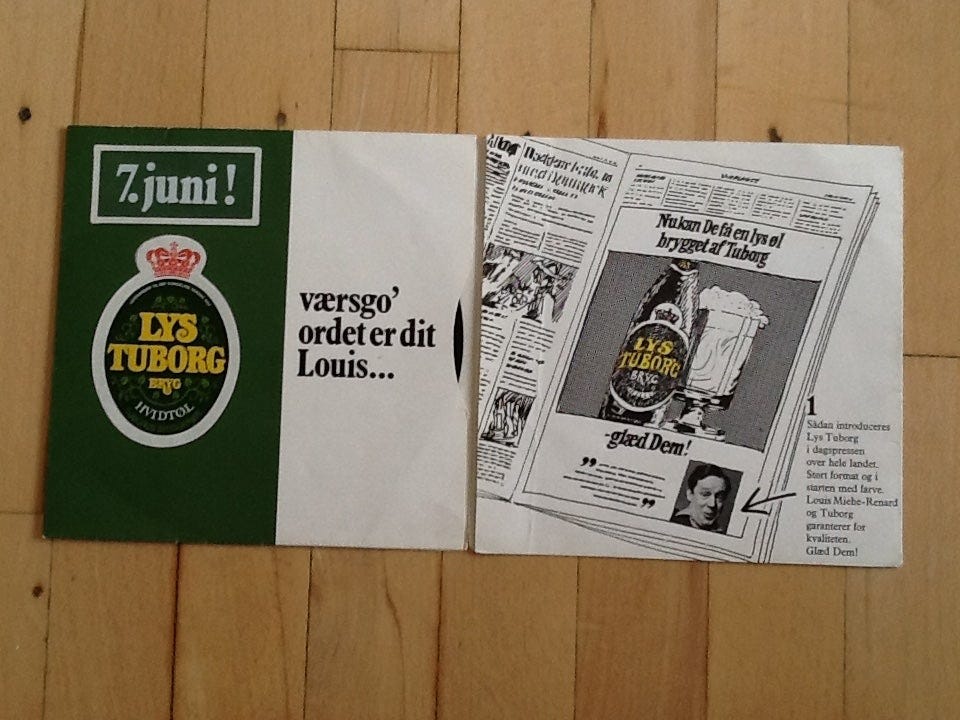 7. juni!
LYS
TUBORG
BRYG
HVIDTØL
værsgo'
ordet er dit
Louis...
Nu kan De få en lys øl
brygget af Tuborg
LYS
TUBORG
BRYG
-glæd Dem!
1
Sådan introduceres
Lys Tuborg
i dagspressen
over hele landet.
Stort format og i
starten med farve.
Louis Miehe-Renard
og Tuborg
garanterer for
kvaliteten.
Glæd Dem!